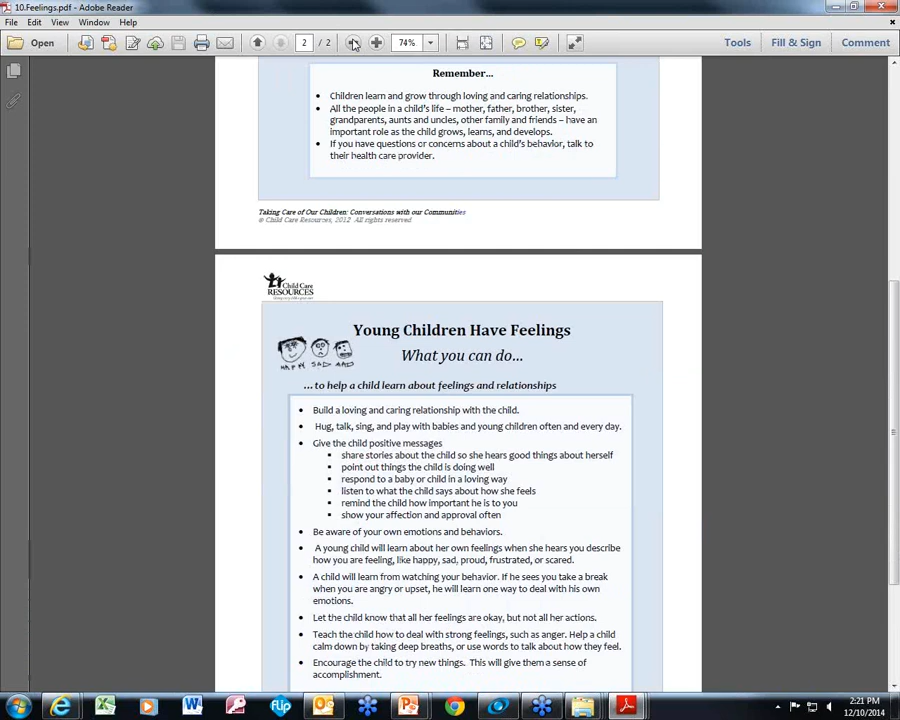 10.Feelings.pdf - Adobe Reader
File Edit View Window Help
Open
2 / 2
74%
Tools Fill & Sign Comment
Remember...
• Children learn and grow through loving and caring relationships.
• All the people in a child's life – mother, father, brother, sister,
grandparents, aunts and uncles, other family and friends – have an
important role as the child grows, learns, and develops.
• If you have questions or concerns about a child's behavior, talk to
their health care provider.
Taking Care of Our Children: Conversations with our Communities
© Child Care Resources, 2012 All rights reserved
Child Care
RESOURCES
Young Children Have Feelings
What you can do...
HAPPY SAD MAD
...to help a child learn about feelings and relationships
• Build a loving and caring relationship with the child.
• Hug, talk, sing, and play with babies and young children often and every day.
• Give the child positive messages
▪ share stories about the child so she hears good things about herself
▪ point out things the child is doing well
▪ respond to a baby or child in a loving way
▪ listen to what the child says about how she feels
▪ remind the child how important he is to you
▪ show your affection and approval often
• Be aware of your own emotions and behaviors.
• A young child will learn about her own feelings when she hears you describe
how you are feeling, like happy, sad, proud, frustrated, or scared.
• A child will learn from watching your behavior. If he sees you take a break
when you are angry or upset, he will learn one way to deal with his own
emotions.
• Let the child know that all her feelings are okay, but not all her actions.
• Teach the child how to deal with strong feelings, such as anger. Help a child
calm down by taking deep breaths, or use words to talk about how they feel.
• Encourage the child to try new things. This will give them a sense of
accomplishment.
flip
2:21 PM
12/10/2014